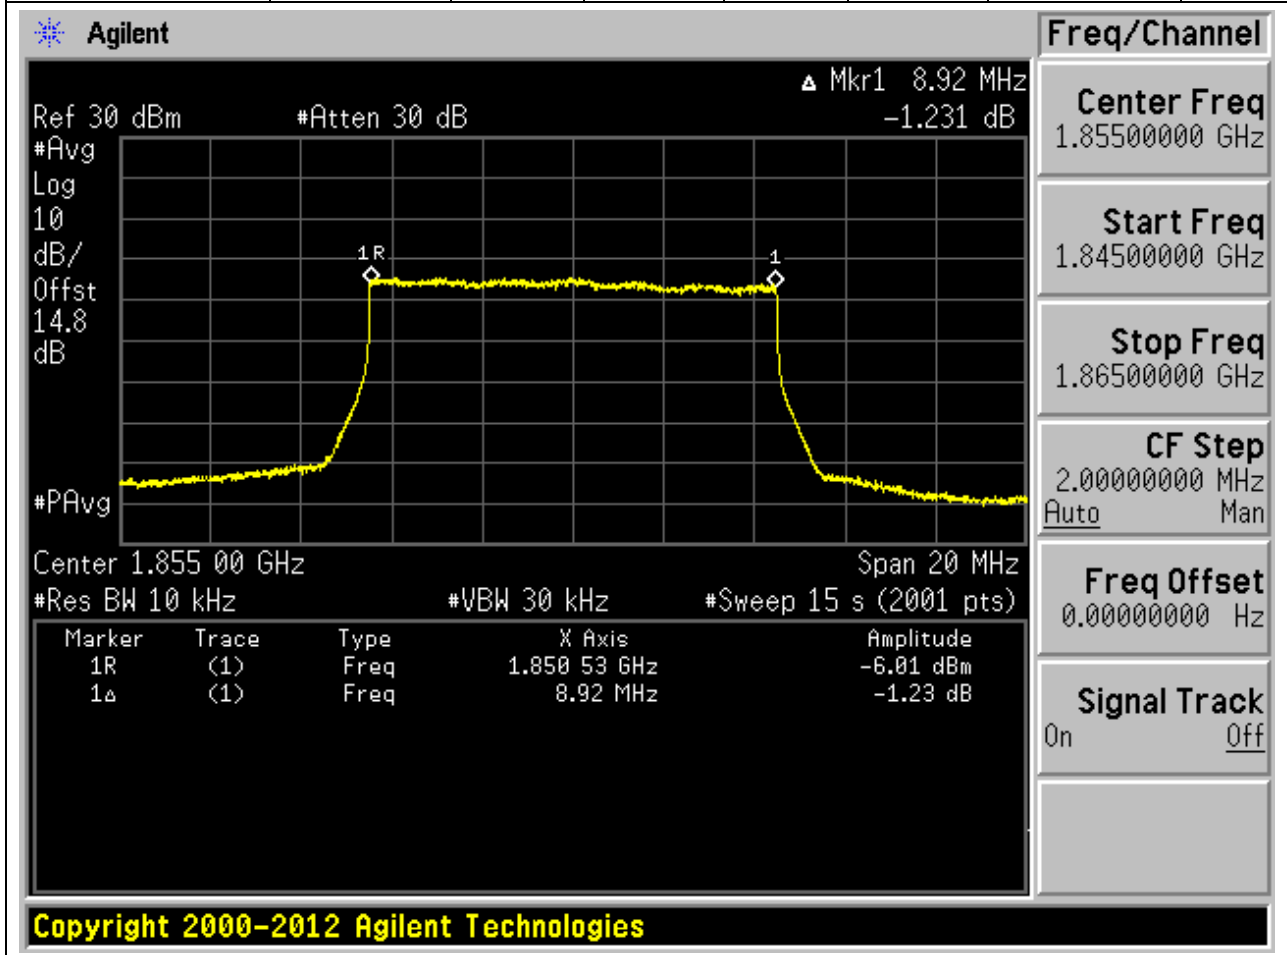 Agilent
Freq/Channel
Δ Mkr1 8.92 MHz
Ref 30 dBm #Atten 30 dB -1.231 dB
#Avg
Log
10
dB/
Offst
14.8
dB
#PAvg
1R
1
Center 1.855 00 GHz Span 20 MHz
#Res BW 10 kHz #VBW 30 kHz #Sweep 15 s (2001 pts)
Marker Trace Type X Axis Amplitude
1R (1) Freq 1.850 53 GHz -6.01 dBm
1Δ (1) Freq 8.92 MHz -1.23 dB
Center Freq
1.85500000 GHz
Start Freq
1.84500000 GHz
Stop Freq
1.86500000 GHz
CF Step
2.00000000 MHz
Auto Man
Freq Offset
0.00000000 Hz
Signal Track
On Off
Copyright 2000-2012 Agilent Technologies